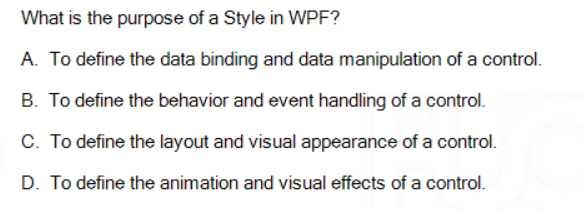 What is the purpose of a Style in WPF?
A. To define the data binding and data manipulation of a control.
B. To define the behavior and event handling of a control.
C. To define the layout and visual appearance of a control.
D. To define the animation and visual effects of a control.